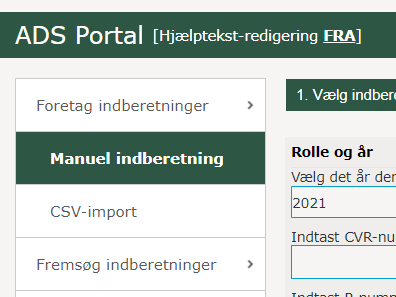 ADS Portal [Hjælptekst-redigering FRA]
Foretag indberetninger
Manuel indberetning
CSV-import
Fremsøg indberetninger
1. Vælg indbere
Rolle og år
Vælg det år der
2021
Indtast CVR-nu
Indtast P-numm